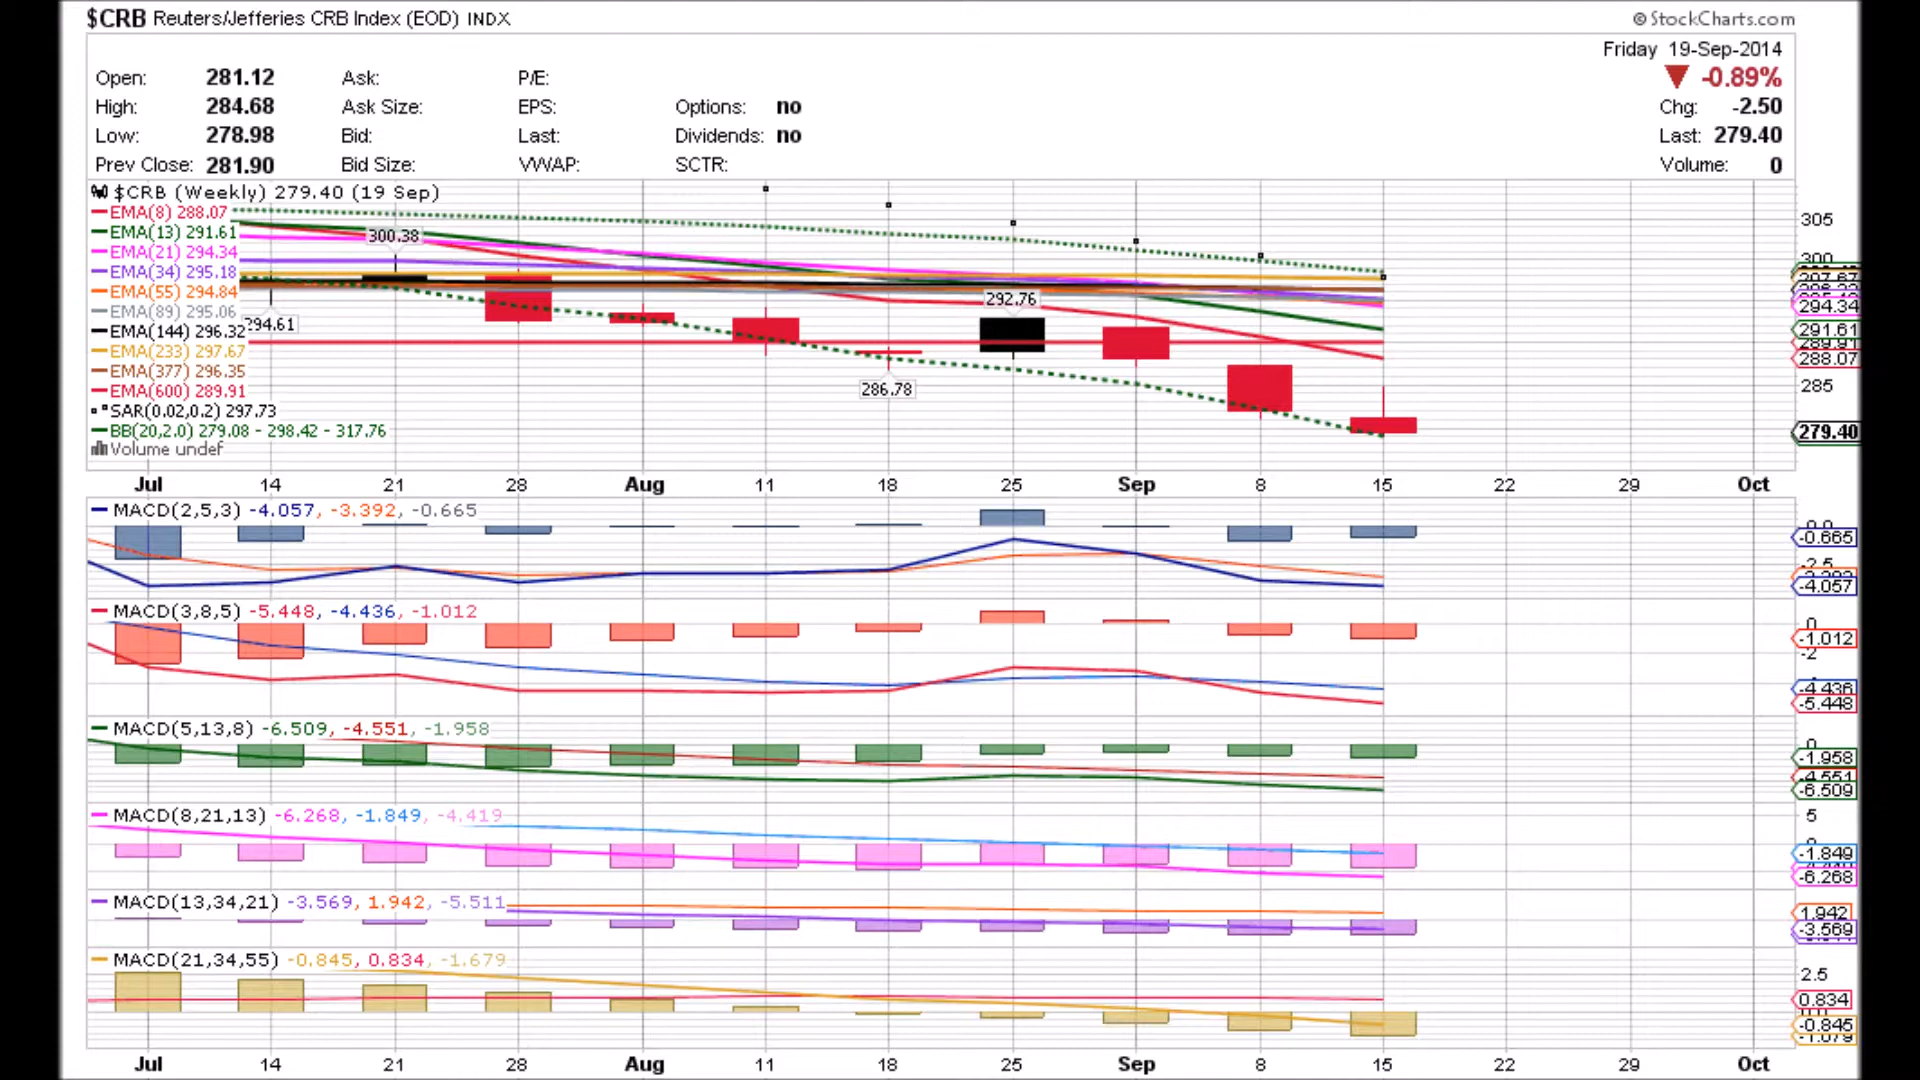 $CRB Reuters/Jefferies CRB Index (EOD) INDX
© StockCharts.com
Friday 19-Sep-2014
Open: 281.12 Ask: P/E: -0.89%
High: 284.68 Ask Size: EPS: Options: no Chg: -2.50
Low: 278.98 Bid: Last: Dividends: no Last: 279.40
Prev Close: 281.90 Bid Size: VWAP: SCTR: Volume: 0
$CRB (Weekly) 279.40 (19 Sep)
EMA(8) 288.07
EMA(13) 291.61
EMA(21) 294.34
EMA(34) 295.18
EMA(55) 294.84
EMA(89) 295.06
EMA(144) 296.32
EMA(233) 297.67
EMA(377) 296.35
EMA(600) 289.91
SAR(0.02,0.2) 297.73
BB(20,2.0) 279.08 - 298.42 - 317.76
Volume undef
300.38
294.61
292.76
286.78
305
300
294.34
291.61
288.07
285
279.40
Jul 14 21 28 Aug 11 18 25 Sep 8 15 22 29 Oct
MACD(2,5,3) -4.057, -3.392, -0.665
0.0
-0.665
-2.5
-4.057
MACD(3,8,5) -5.448, -4.436, -1.012
0
-1.012
-2
-4.436
-5.448
MACD(5,13,8) -6.509, -4.551, -1.958
0
-1.958
-4.551
-6.509
MACD(8,21,13) -6.268, -1.849, -4.419
5
-1.849
-6.268
MACD(13,34,21) -3.569, 1.942, -5.511
1.942
-3.569
MACD(21,34,55) -0.845, 0.834, -1.679
2.5
0.834
-0.845
Jul 14 21 28 Aug 11 18 25 Sep 8 15 22 29 Oct